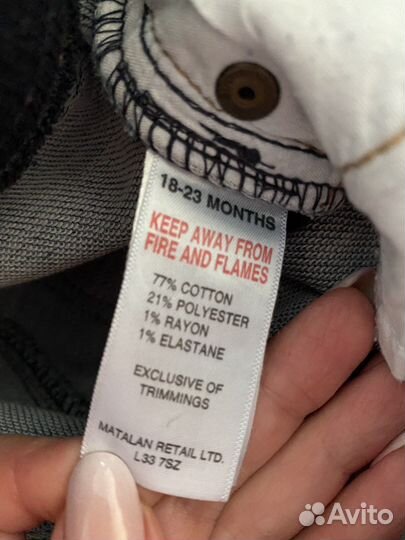 18-23 MONTHS
KEEP AWAY FROM
FIRE AND FLAMES
77% COTTON
21% POLYESTER
1% RAYON
1% ELASTANE
EXCLUSIVE OF
TRIMMINGS
MATALAN RETAIL LTD.
L33 7SZ
Avito